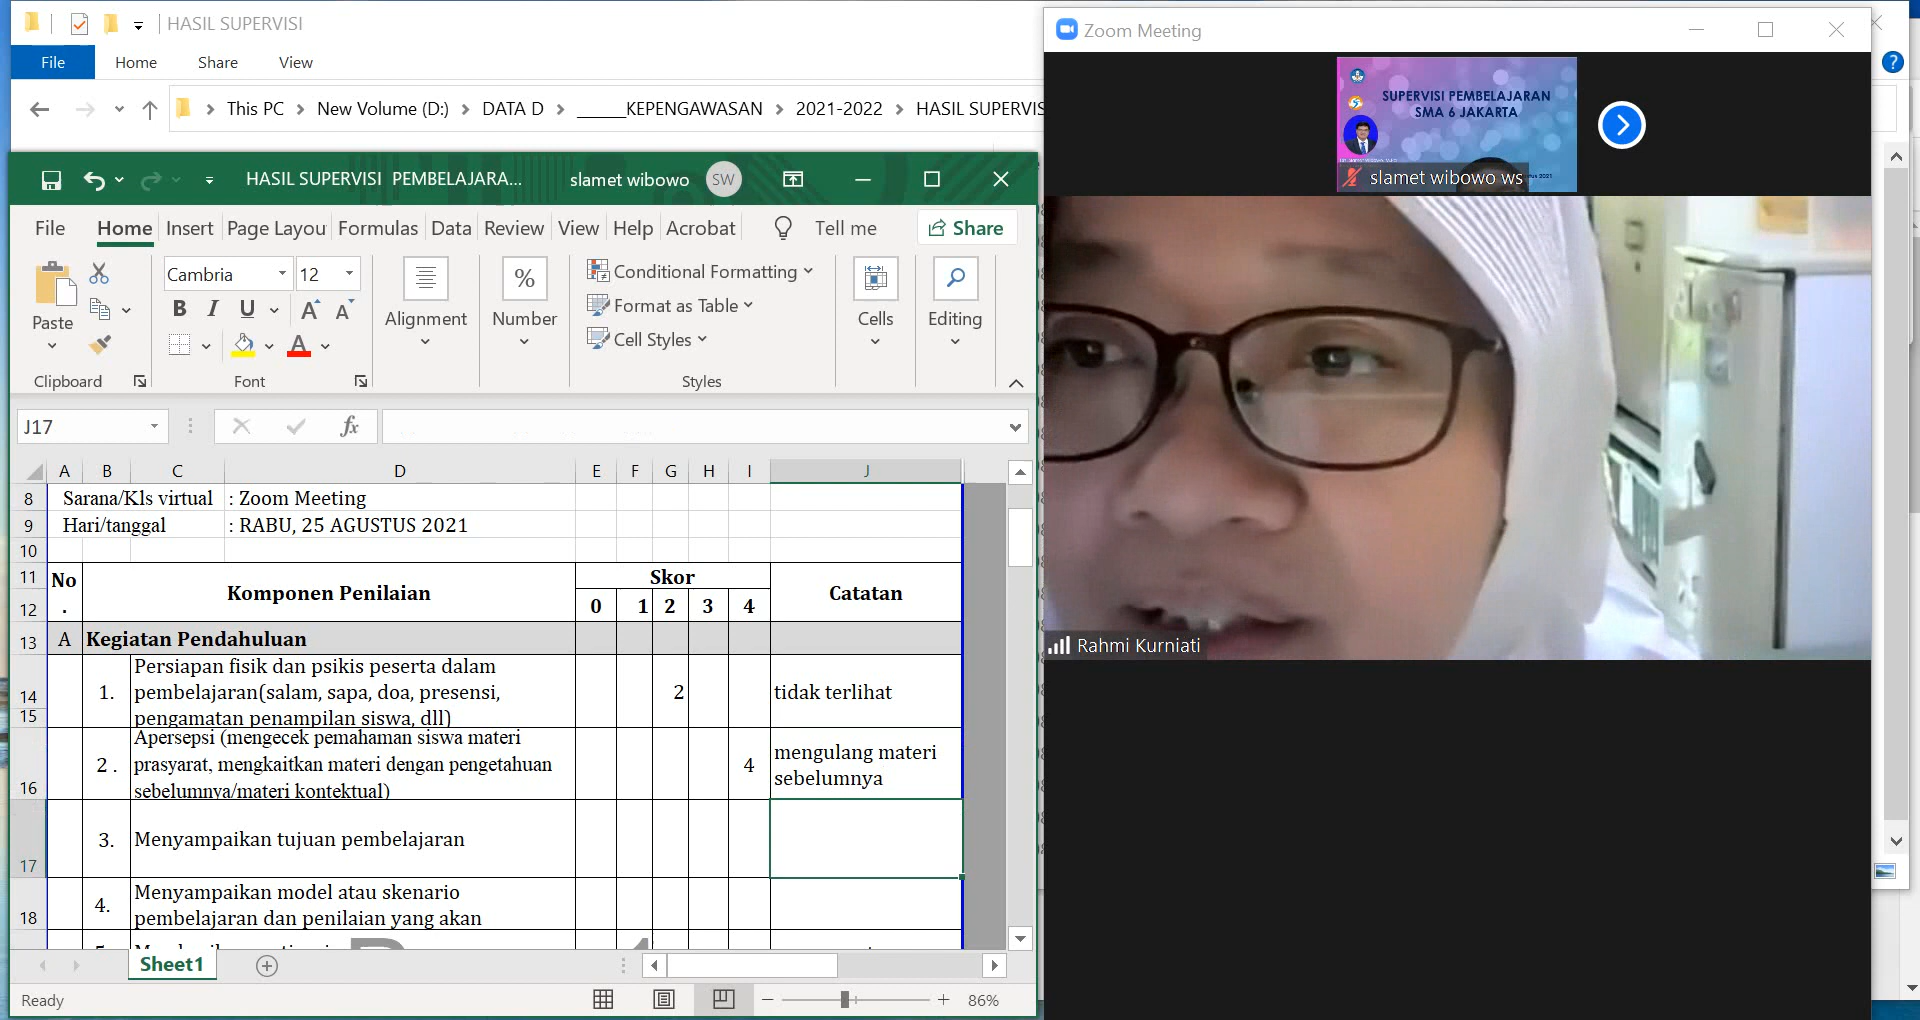 HASIL SUPERVISI
File Home Share View
This PC > New Volume (D:) > DATA D > ______KEPENGAWASAN > 2021-2022 > HASIL SUPERVIS
HASIL SUPERVISI PEMBELAJARA... slamet wibowo SW
File Home Insert Page Layou Formulas Data Review View Help Acrobat Tell me Share
Cambria 12
Paste
B I U A A
A
Alignment
%
Number
Conditional Formatting
Format as Table
Cell Styles
Cells
Editing
Clipboard Font Styles
J17 fx
A B C D E F G H I J
8 Sarana/Kls virtual : Zoom Meeting
9 Hari/tanggal : RABU, 25 AGUSTUS 2021
10
11 No Komponen Penilaian Skor Catatan
12 . 0 1 2 3 4
13 A Kegiatan Pendahuluan
Persiapan fisik dan psikis peserta dalam
14 1. pembelajaran(salam, sapa, doa, presensi, 2 tidak terlihat
15 pengamatan penampilan siswa, dll)
Apersepsi (mengecek pemahaman siswa materi
2 . prasyarat, mengkaitkan materi dengan pengetahuan 4 mengulang materi sebelumnya
16 sebelumnya/materi kontektual)
17 3. Menyampaikan tujuan pembelajaran
4. Menyampaikan model atau skenario
18 pembelajaran dan penilaian yang akan
Sheet1
Ready 86%
Zoom Meeting
SUPERVISI PEMBELAJARAN
SMA 6 JAKARTA
slamet wibowo ws
Rahmi Kurniati